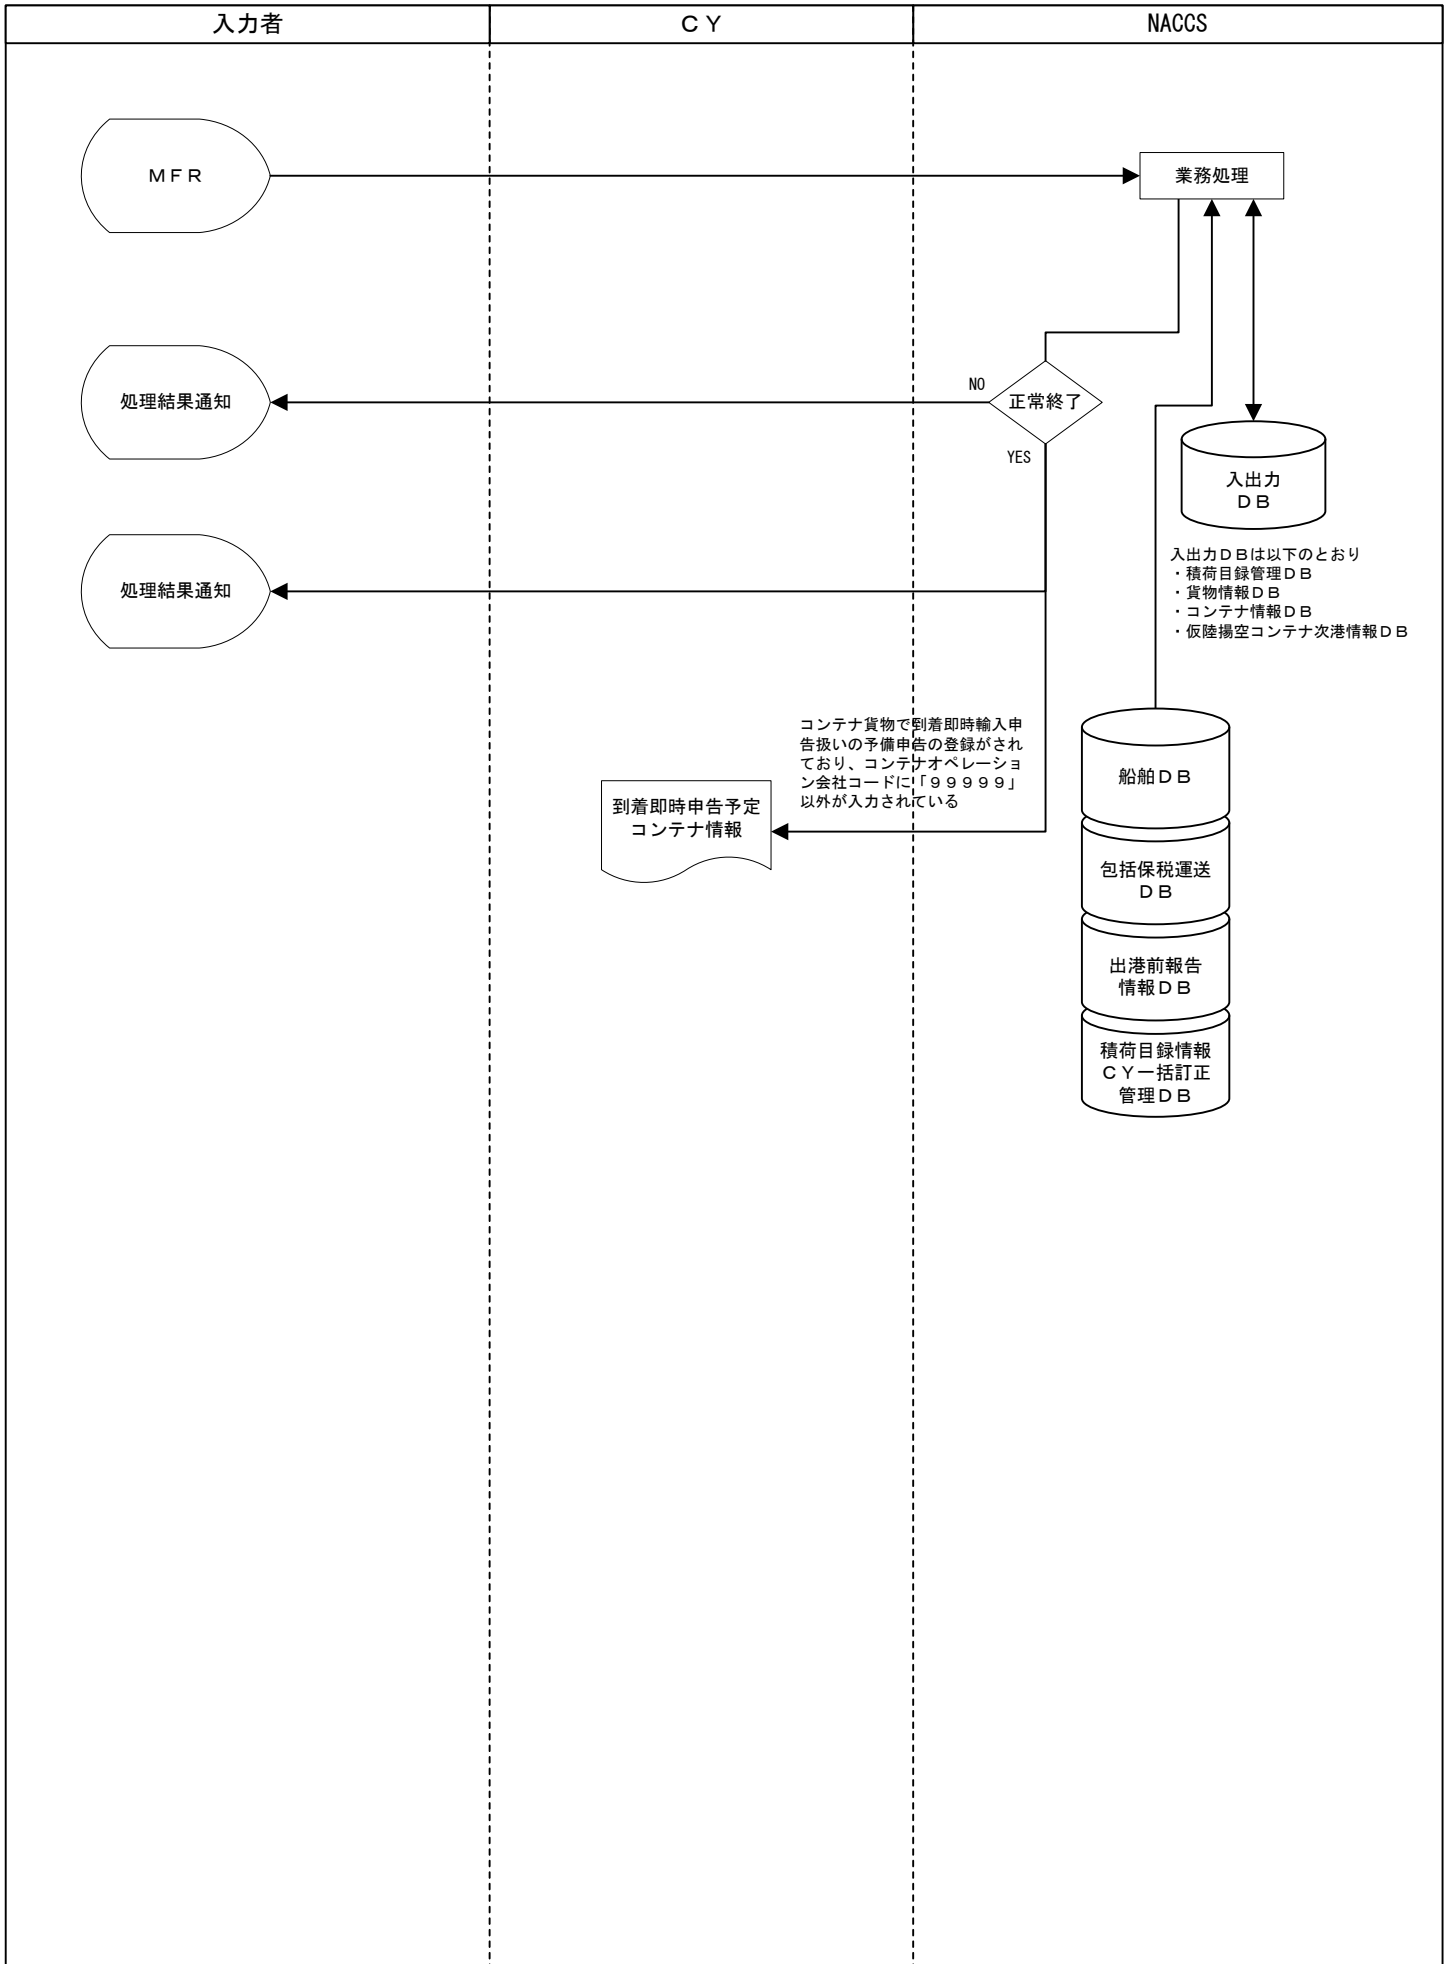 入力者
ＣＹ
NACCS
ＭＦＲ
業務処理
処理結果通知
NO
正常終了
YES
入出力
ＤＢ
処理結果通知
入出力ＤＢは以下のとおり
・積荷目録管理ＤＢ
・貨物情報ＤＢ
・コンテナ情報ＤＢ
・仮陸揚空コンテナ次港情報ＤＢ
コンテナ貨物で到着即時輸入申
告扱いの予備申告の登録がされ
ており、コンテナオペレーショ
ン会社コードに「９９９９９」
以外が入力されている
到着即時申告予定
コンテナ情報
船舶ＤＢ
包括保税運送
ＤＢ
出港前報告
情報ＤＢ
積荷目録情報
ＣＹ一括訂正
管理ＤＢ